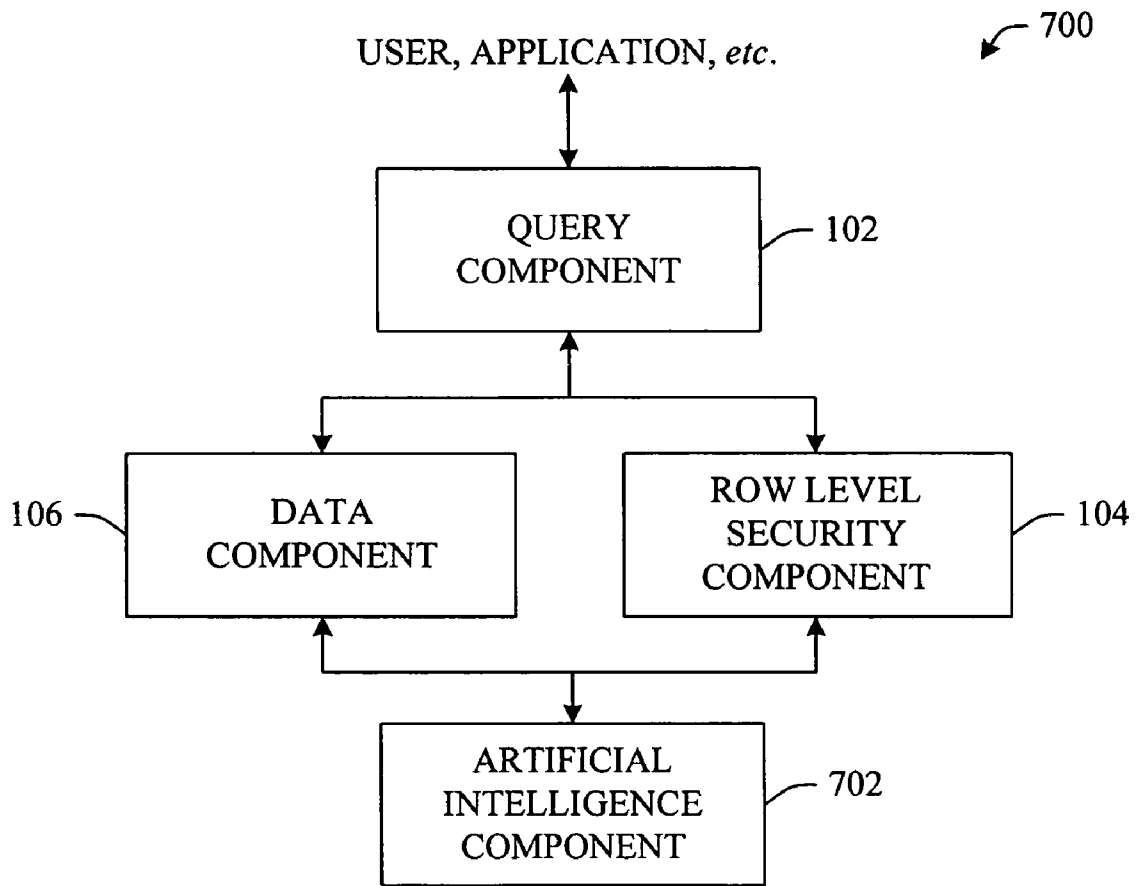 700
USER, APPLICATION, etc.
QUERY
COMPONENT
102
106
DATA
COMPONENT
ROW LEVEL
SECURITY
COMPONENT
104
ARTIFICIAL
INTELLIGENCE
COMPONENT
702